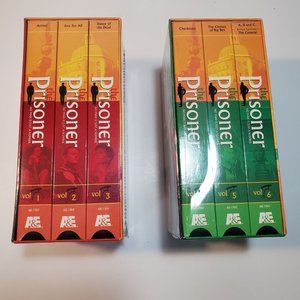 Arrival
Free For All
Dance of
the Dead
the
Prisoner
the
Prisoner
the
Prisoner
vol 1
vol 2
vol 3
A&E
A&E
A&E
Checkmate
The Chimes
of Big Ben
A, B and C
The General
the
Prisoner
the
Prisoner
the
Prisoner
vol
vol 5
vol 6
A&E
A&E
A&E